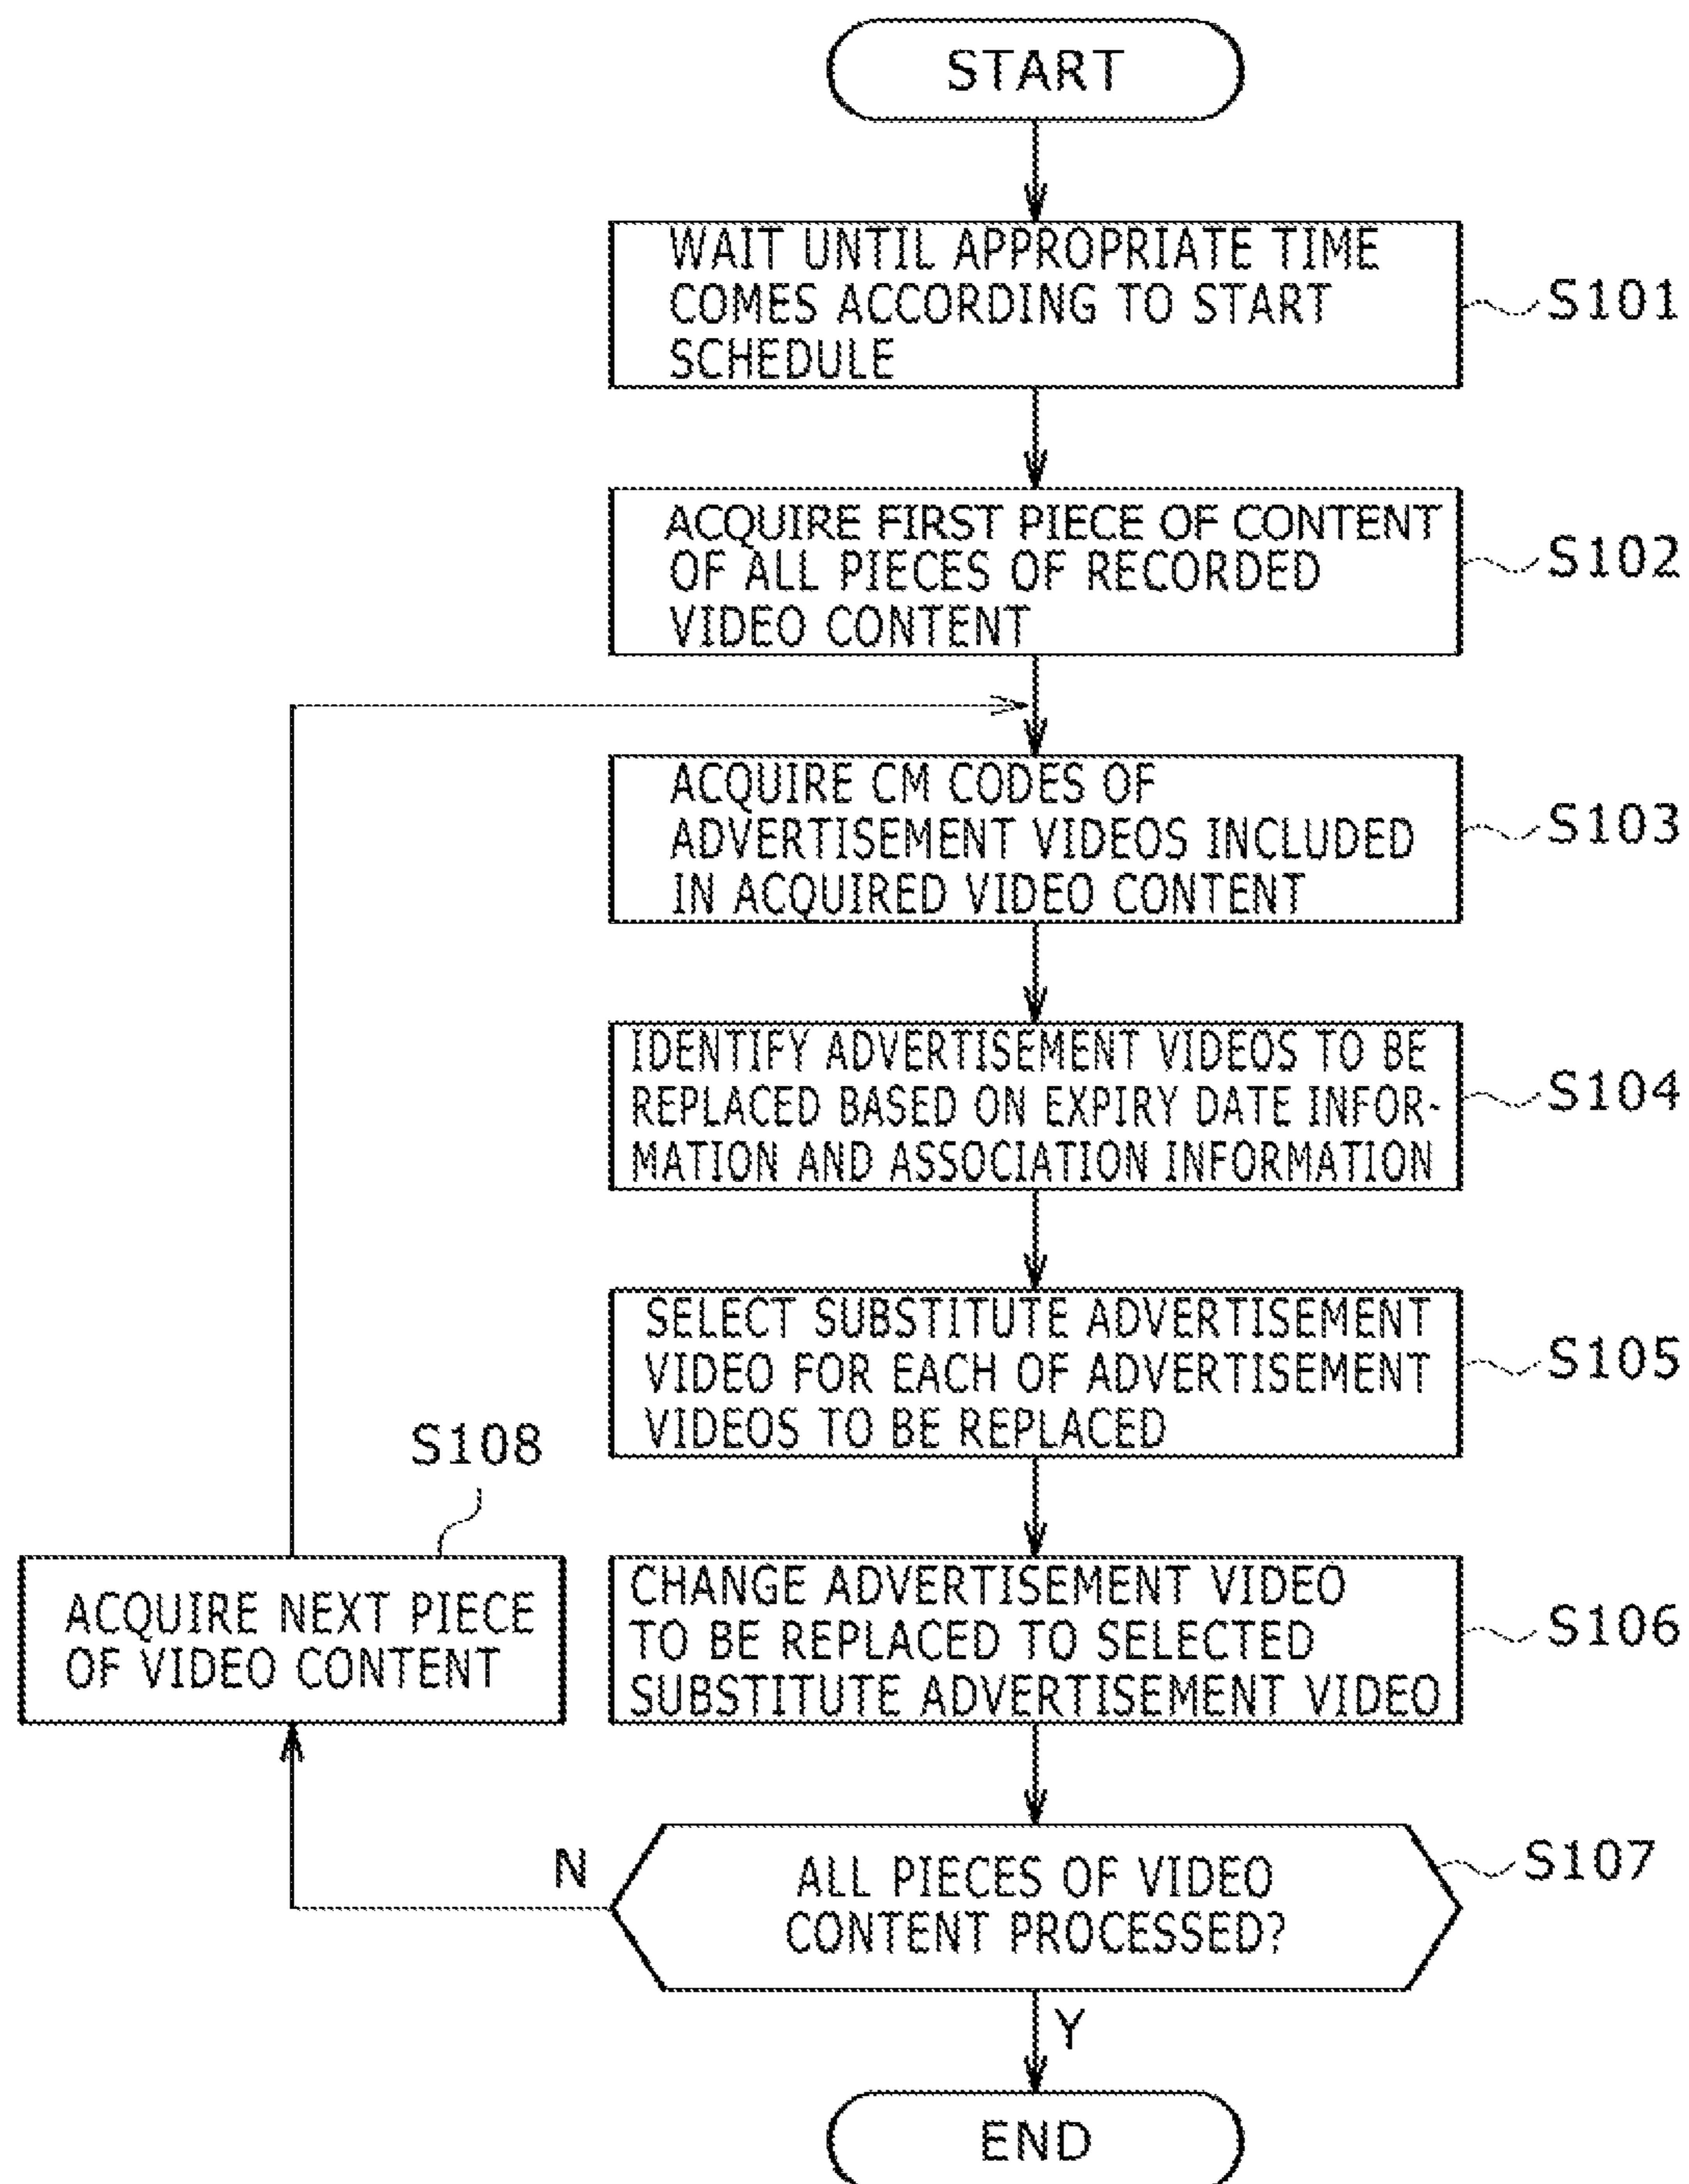 START
WAIT UNTIL APPROPRIATE TIME
COMES ACCORDING TO START
SCHEDULE
S101
ACQUIRE FIRST PIECE OF CONTENT
OF ALL PIECES OF RECORDED
VIDEO CONTENT
S102
ACQUIRE CM CODES OF
ADVERTISEMENT VIDEOS INCLUDED
IN ACQUIRED VIDEO CONTENT
S103
IDENTIFY ADVERTISEMENT VIDEOS TO BE
REPLACED BASED ON EXPIRY DATE INFOR-
MATION AND ASSOCIATION INFORMATION
S104
SELECT SUBSTITUTE ADVERTISEMENT
VIDEO FOR EACH OF ADVERTISEMENT
VIDEOS TO BE REPLACED
S105
S108
ACQUIRE NEXT PIECE
OF VIDEO CONTENT
CHANGE ADVERTISEMENT VIDEO
TO BE REPLACED TO SELECTED
SUBSTITUTE ADVERTISEMENT VIDEO
S106
N
ALL PIECES OF VIDEO
CONTENT PROCESSED?
S107
Y
END